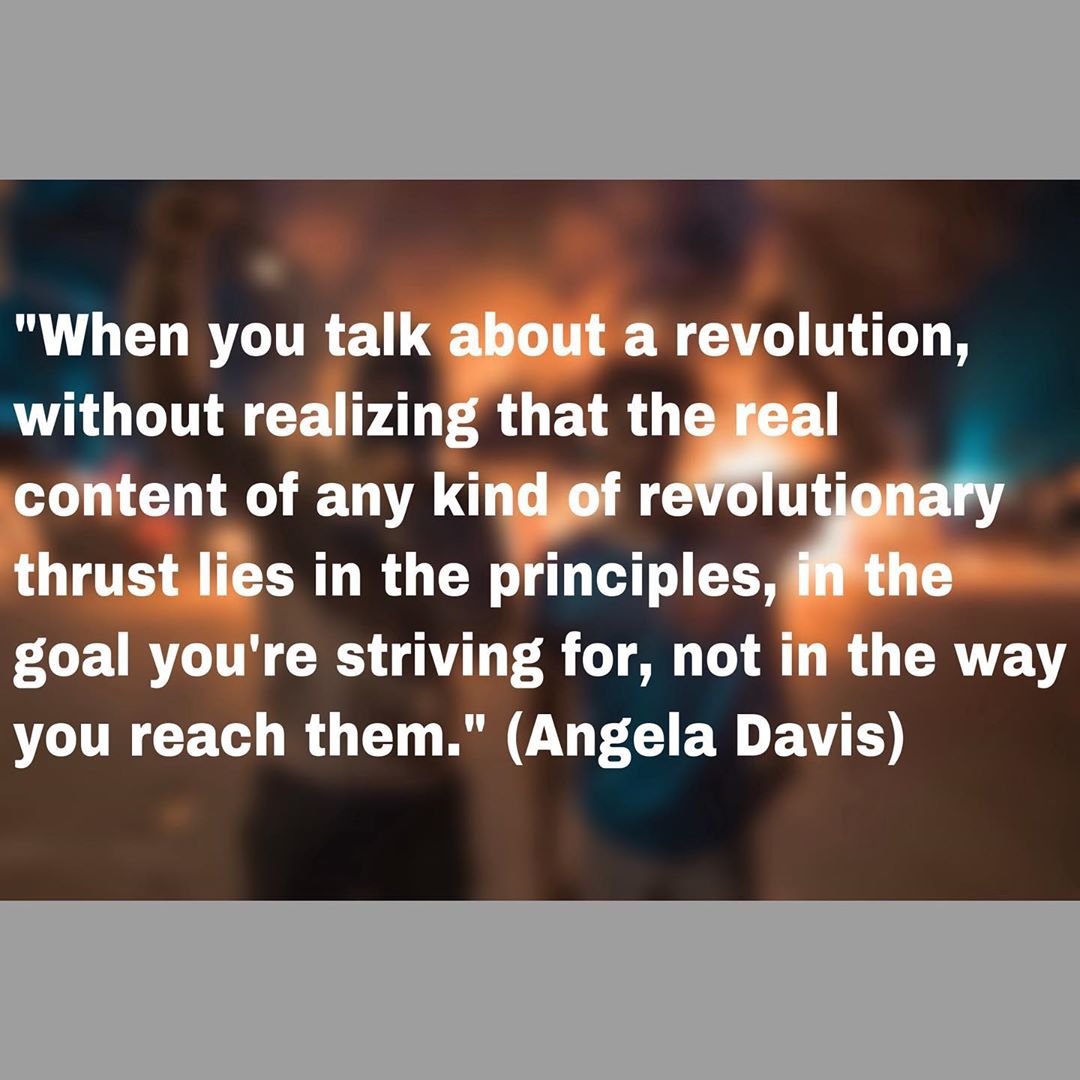 "When you talk about a revolution,
without realizing that the real
content of any kind of revolutionary
thrust lies in the principles, in the
goal you're striving for, not in the way
you reach them." (Angela Davis)